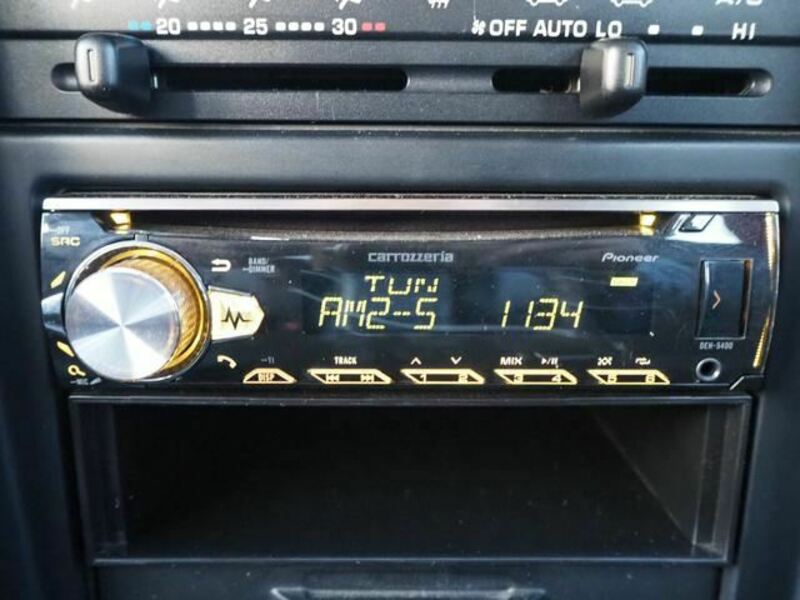 20 25 30 OFF AUTO LO HI
OFF
SRC
BAND/
DIMMER
carrozzeria
Pioneer
TUN
AM2-5 1134
DEH-5400
DISP
TRACK
MIX
1 2 3 4 5 6